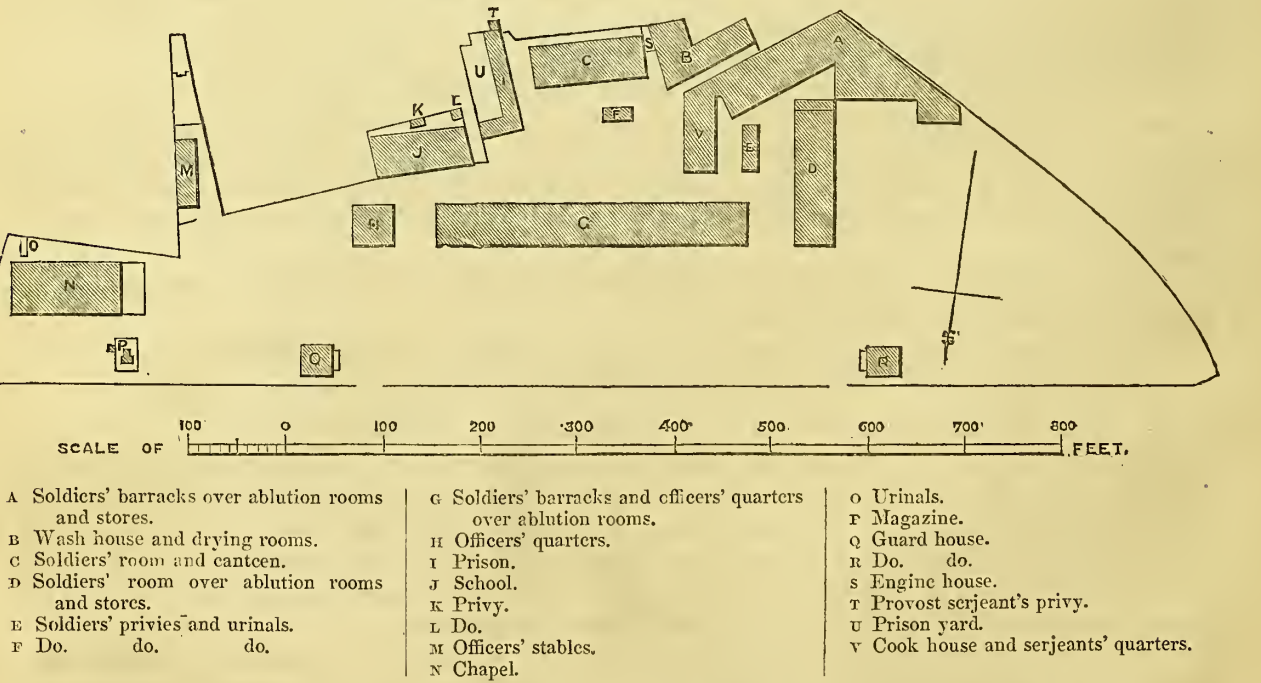 T
A
S
B
C
U
I
K
L
F
V
E
D
J
M
H
G
O
N
P
Q
R
S
100 0 100 200 300 400 500 600 700 800
SCALE OF FEET.
A Soldiers' barracks over ablution rooms
and stores.
B Wash house and drying rooms.
C Soldiers' room and canteen.
D Soldiers' room over ablution rooms
and stores.
E Soldiers' privies and urinals.
F Do. do. do.
G Soldiers' barracks and officers' quarters
over ablution rooms.
H Officers' quarters.
I Prison.
J School.
K Privy.
L Do.
M Officers' stables.
N Chapel.
O Urinals.
P Magazine.
Q Guard house.
R Do. do.
S Engine house.
T Provost serjeant's privy.
U Prison yard.
V Cook house and serjeants' quarters.